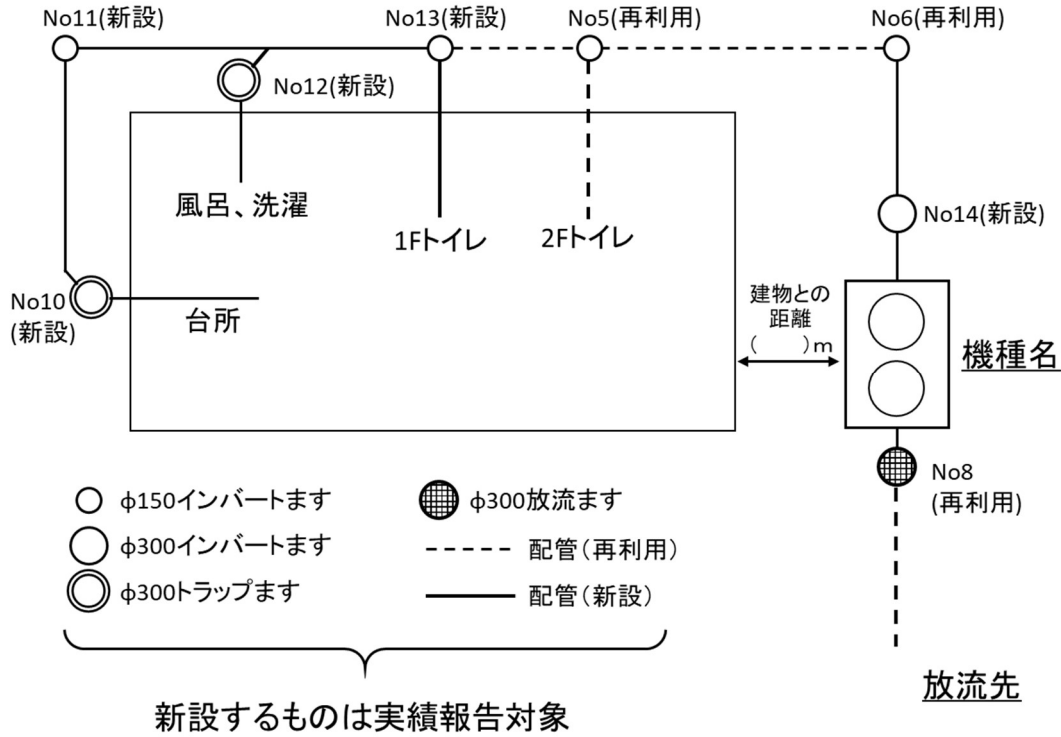 No11(新設)
No13(新設)
No5(再利用)
No6(再利用)
No12(新設)
風呂、洗濯
1Fトイレ
2Fトイレ
No14(新設)
No10
(新設)
台所
建物との
距離
(　　)m
機種名
No8
(再利用)
φ150インバートます
φ300インバートます
φ300トラップます
φ300放流ます
配管(再利用)
配管(新設)
放流先
新設するものは実績報告対象